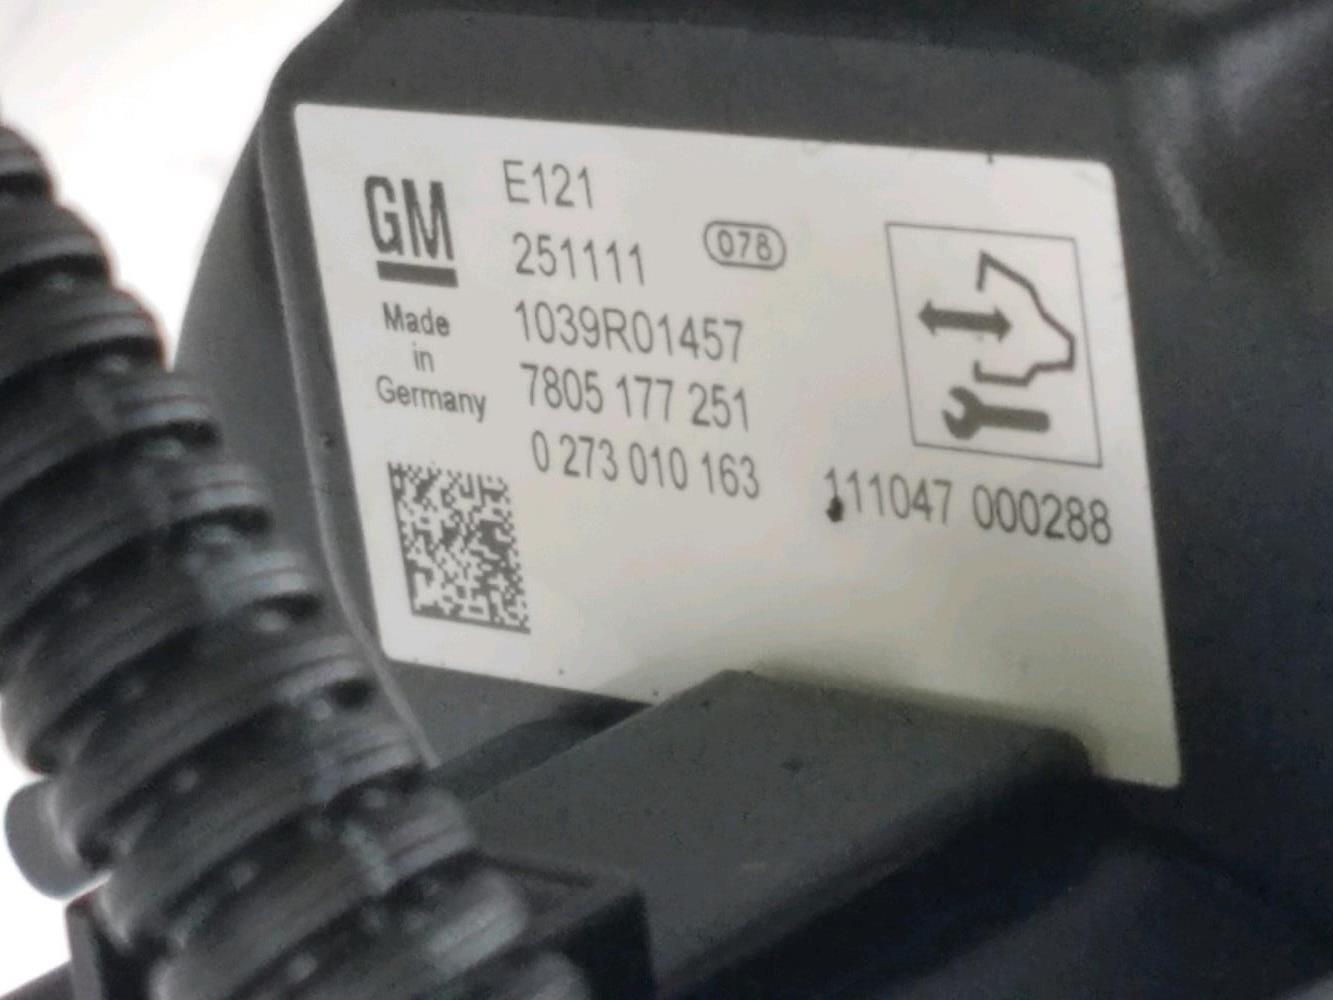 GM
Made
in
Germany
E121
251111
078
1039R01457
7805 177 251
0 273 010 163
111047 000288